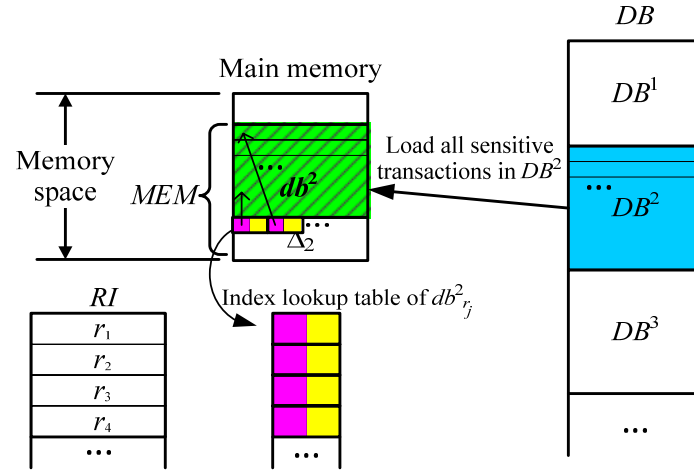 DB
Main memory
DB¹
Memory
space
MEM
...
db²
Δ₂
...
Load all sensitive
transactions in DB²
...
DB²
Index lookup table of db²rⱼ
RI
r₁
r₂
r₃
r₄
...
...
DB³
...